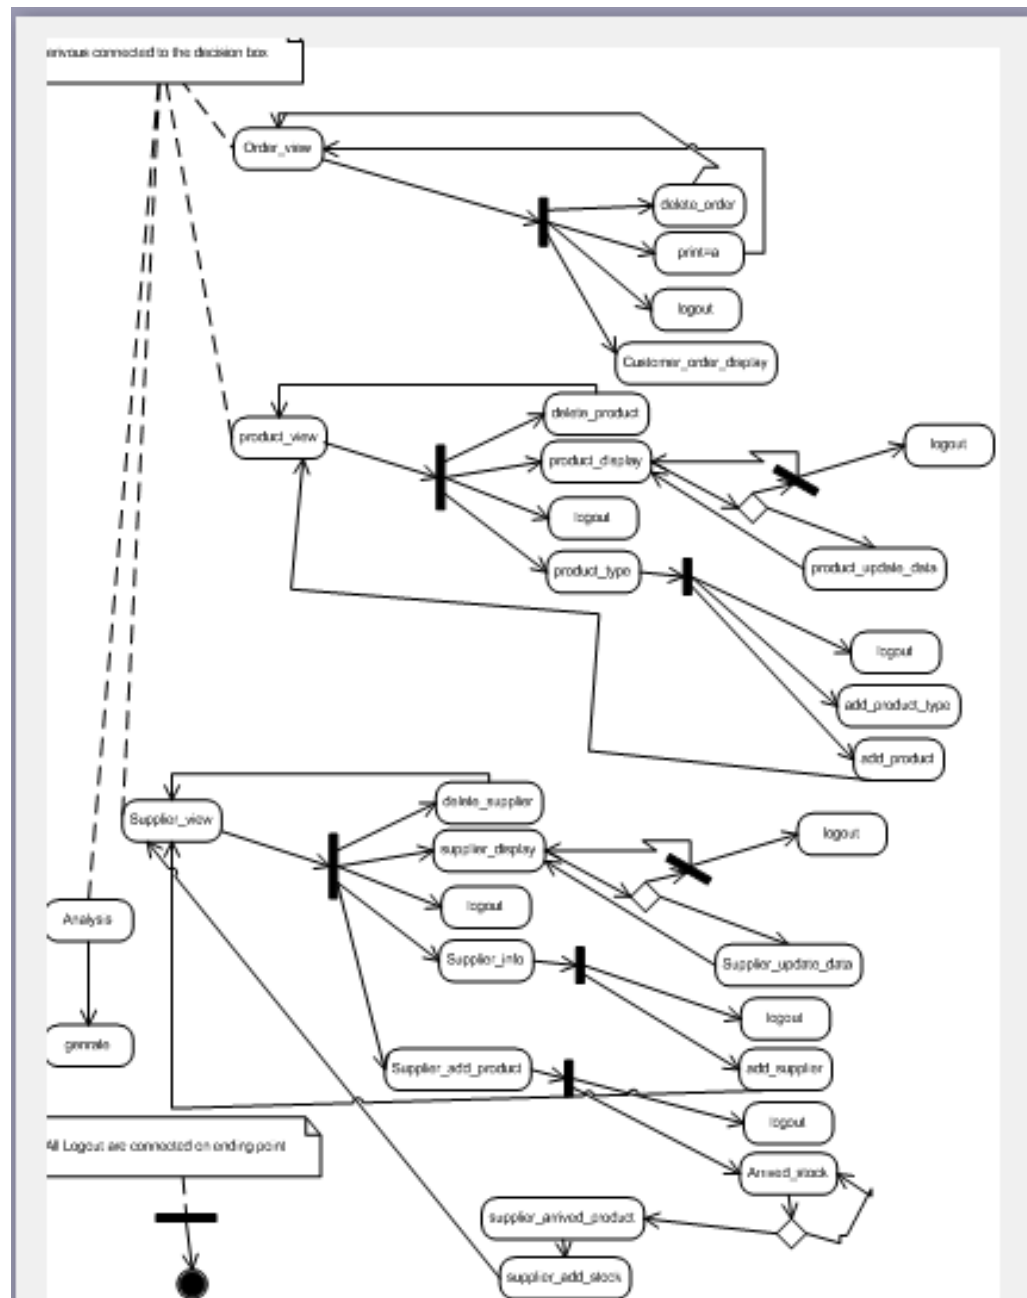 connected to the decision box
Order_view
delete_order
print=a
logout
Customer_order_display
delete_product
product_view
logout
product_display
logout
product_type
product_update_data
logout
add_product_type
add_product
delete_supplier
Supplier_view
logout
supplier_display
logout
Analysis
Supplier_info
Supplier_update_data
logout
genrate
Supplier_add_product
add_supplier
logout
All Logout are connected on ending point
Arrived_stock
supplier_arrived_product
supplier_add_stock